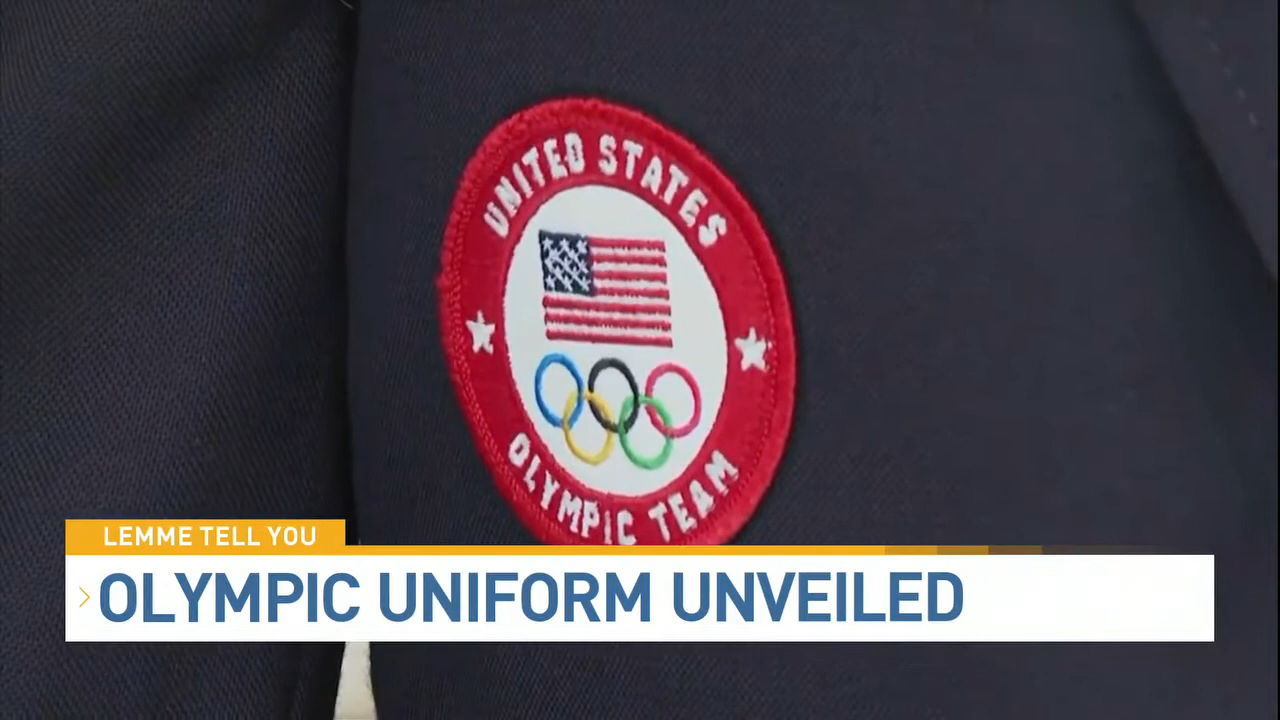 UNITED STATES
OLYMPIC TEAM
LEMME TELL YOU
OLYMPIC UNIFORM UNVEILED